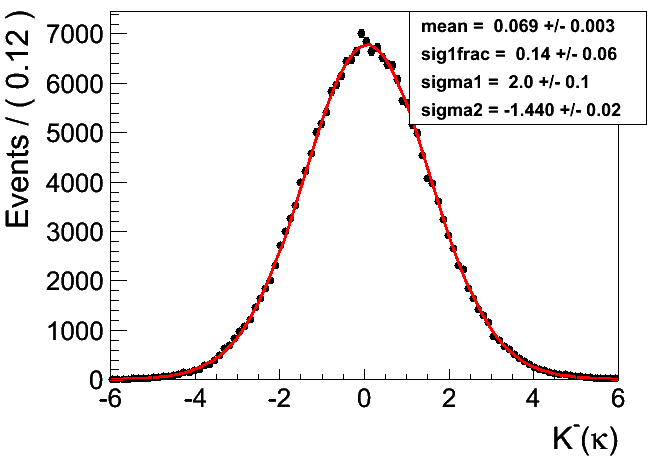 Events / ( 0.12 )
7000
6000
5000
4000
3000
2000
1000
0
mean = 0.069 +/- 0.003
sig1frac = 0.14 +/- 0.06
sigma1 = 2.0 +/- 0.1
sigma2 = -1.440 +/- 0.02
-6 -4 -2 0 2 4 6
K⁻(κ)